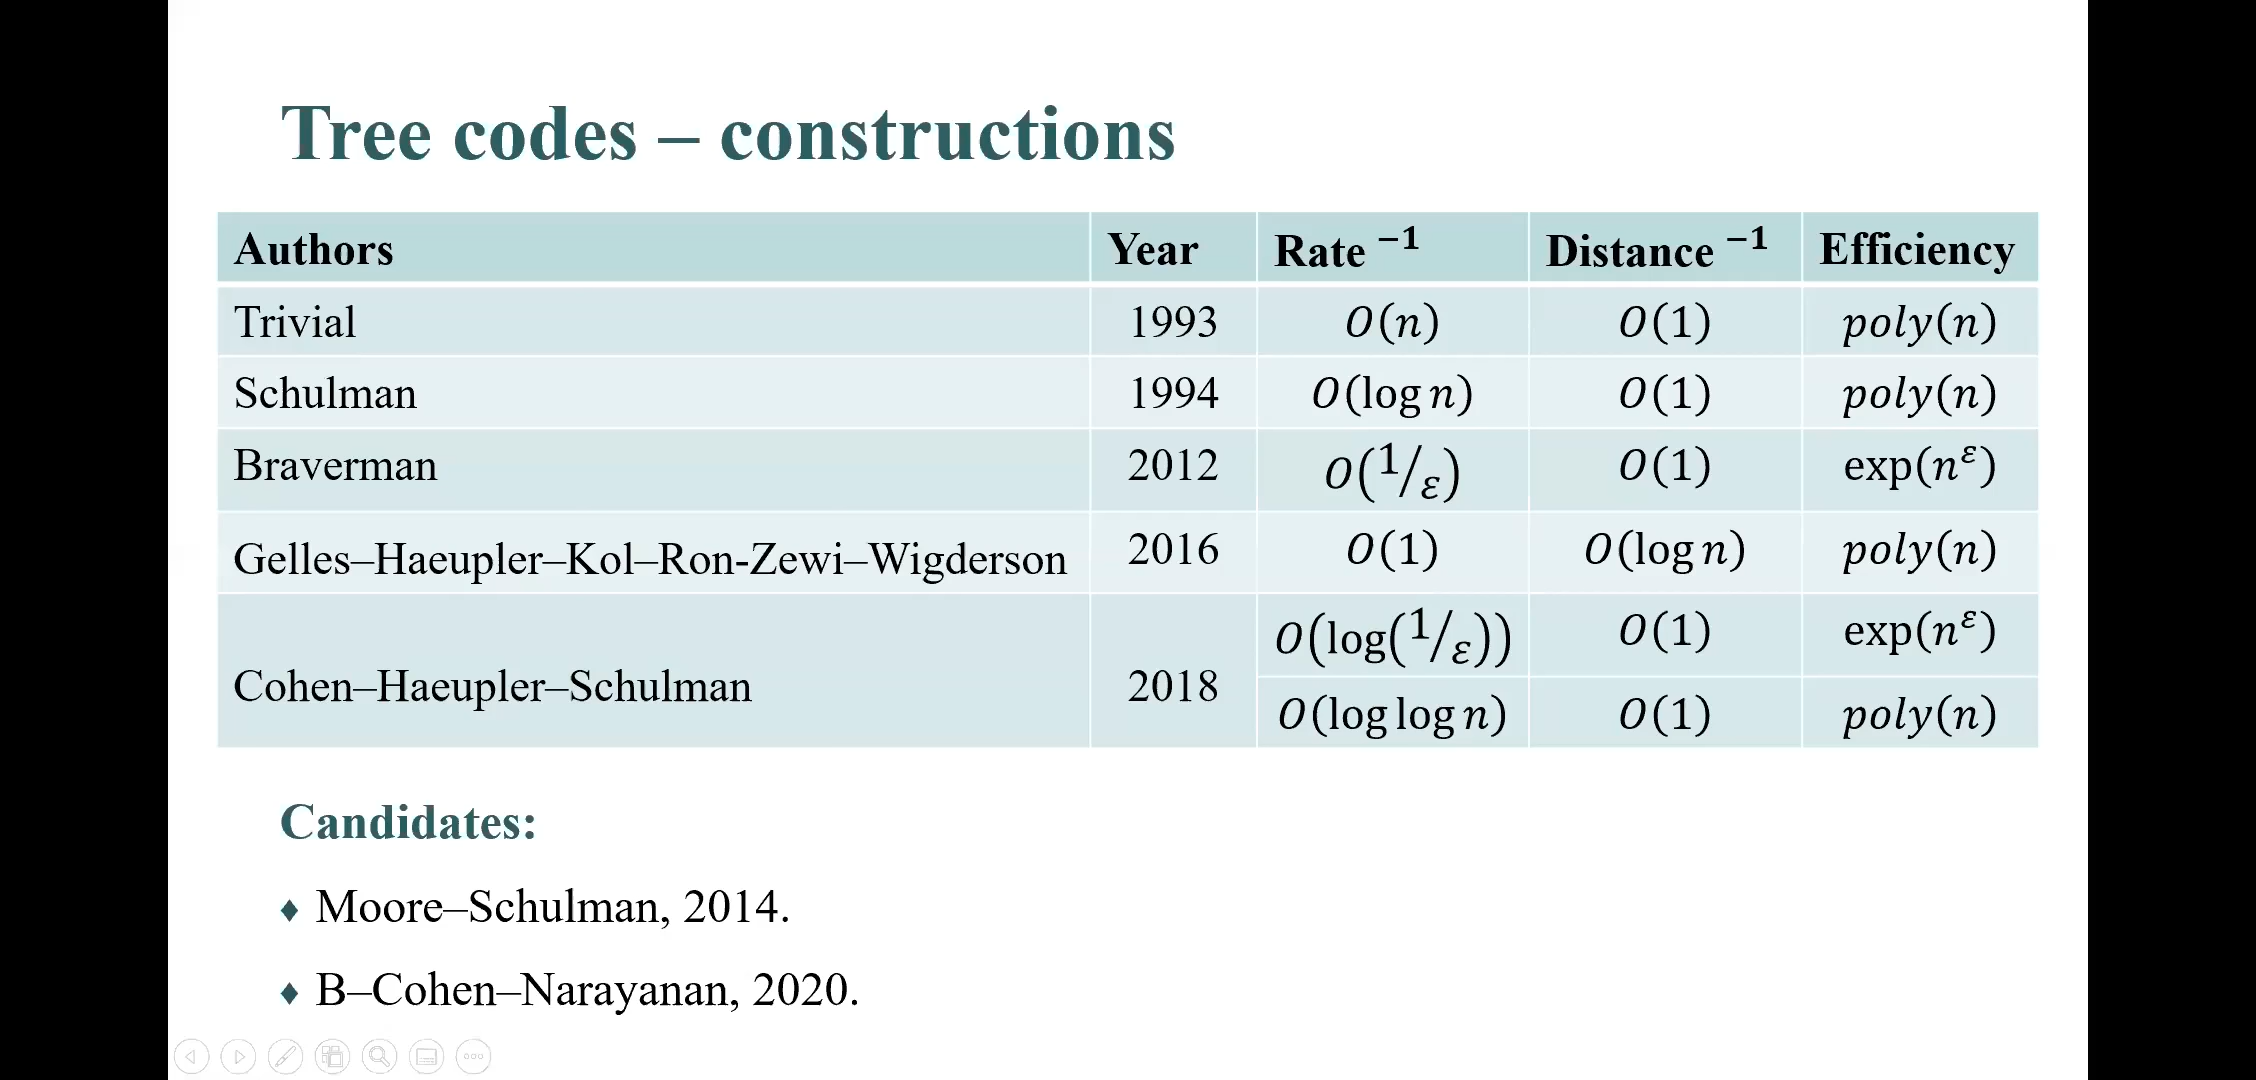 Tree codes – constructions
Authors Year Rate ⁻¹ Distance ⁻¹ Efficiency
Trivial 1993 O(n) O(1) poly(n)
Schulman 1994 O(log n) O(1) poly(n)
Braverman 2012 O(1/ε) O(1) exp(n^ε)
Gelles–Haeupler–Kol–Ron-Zewi–Wigderson 2016 O(1) O(log n) poly(n)
Cohen–Haeupler–Schulman 2018 O(log(1/ε)) O(1) exp(n^ε)
O(log log n) O(1) poly(n)
Candidates:
♦ Moore–Schulman, 2014.
♦ B–Cohen–Narayanan, 2020.